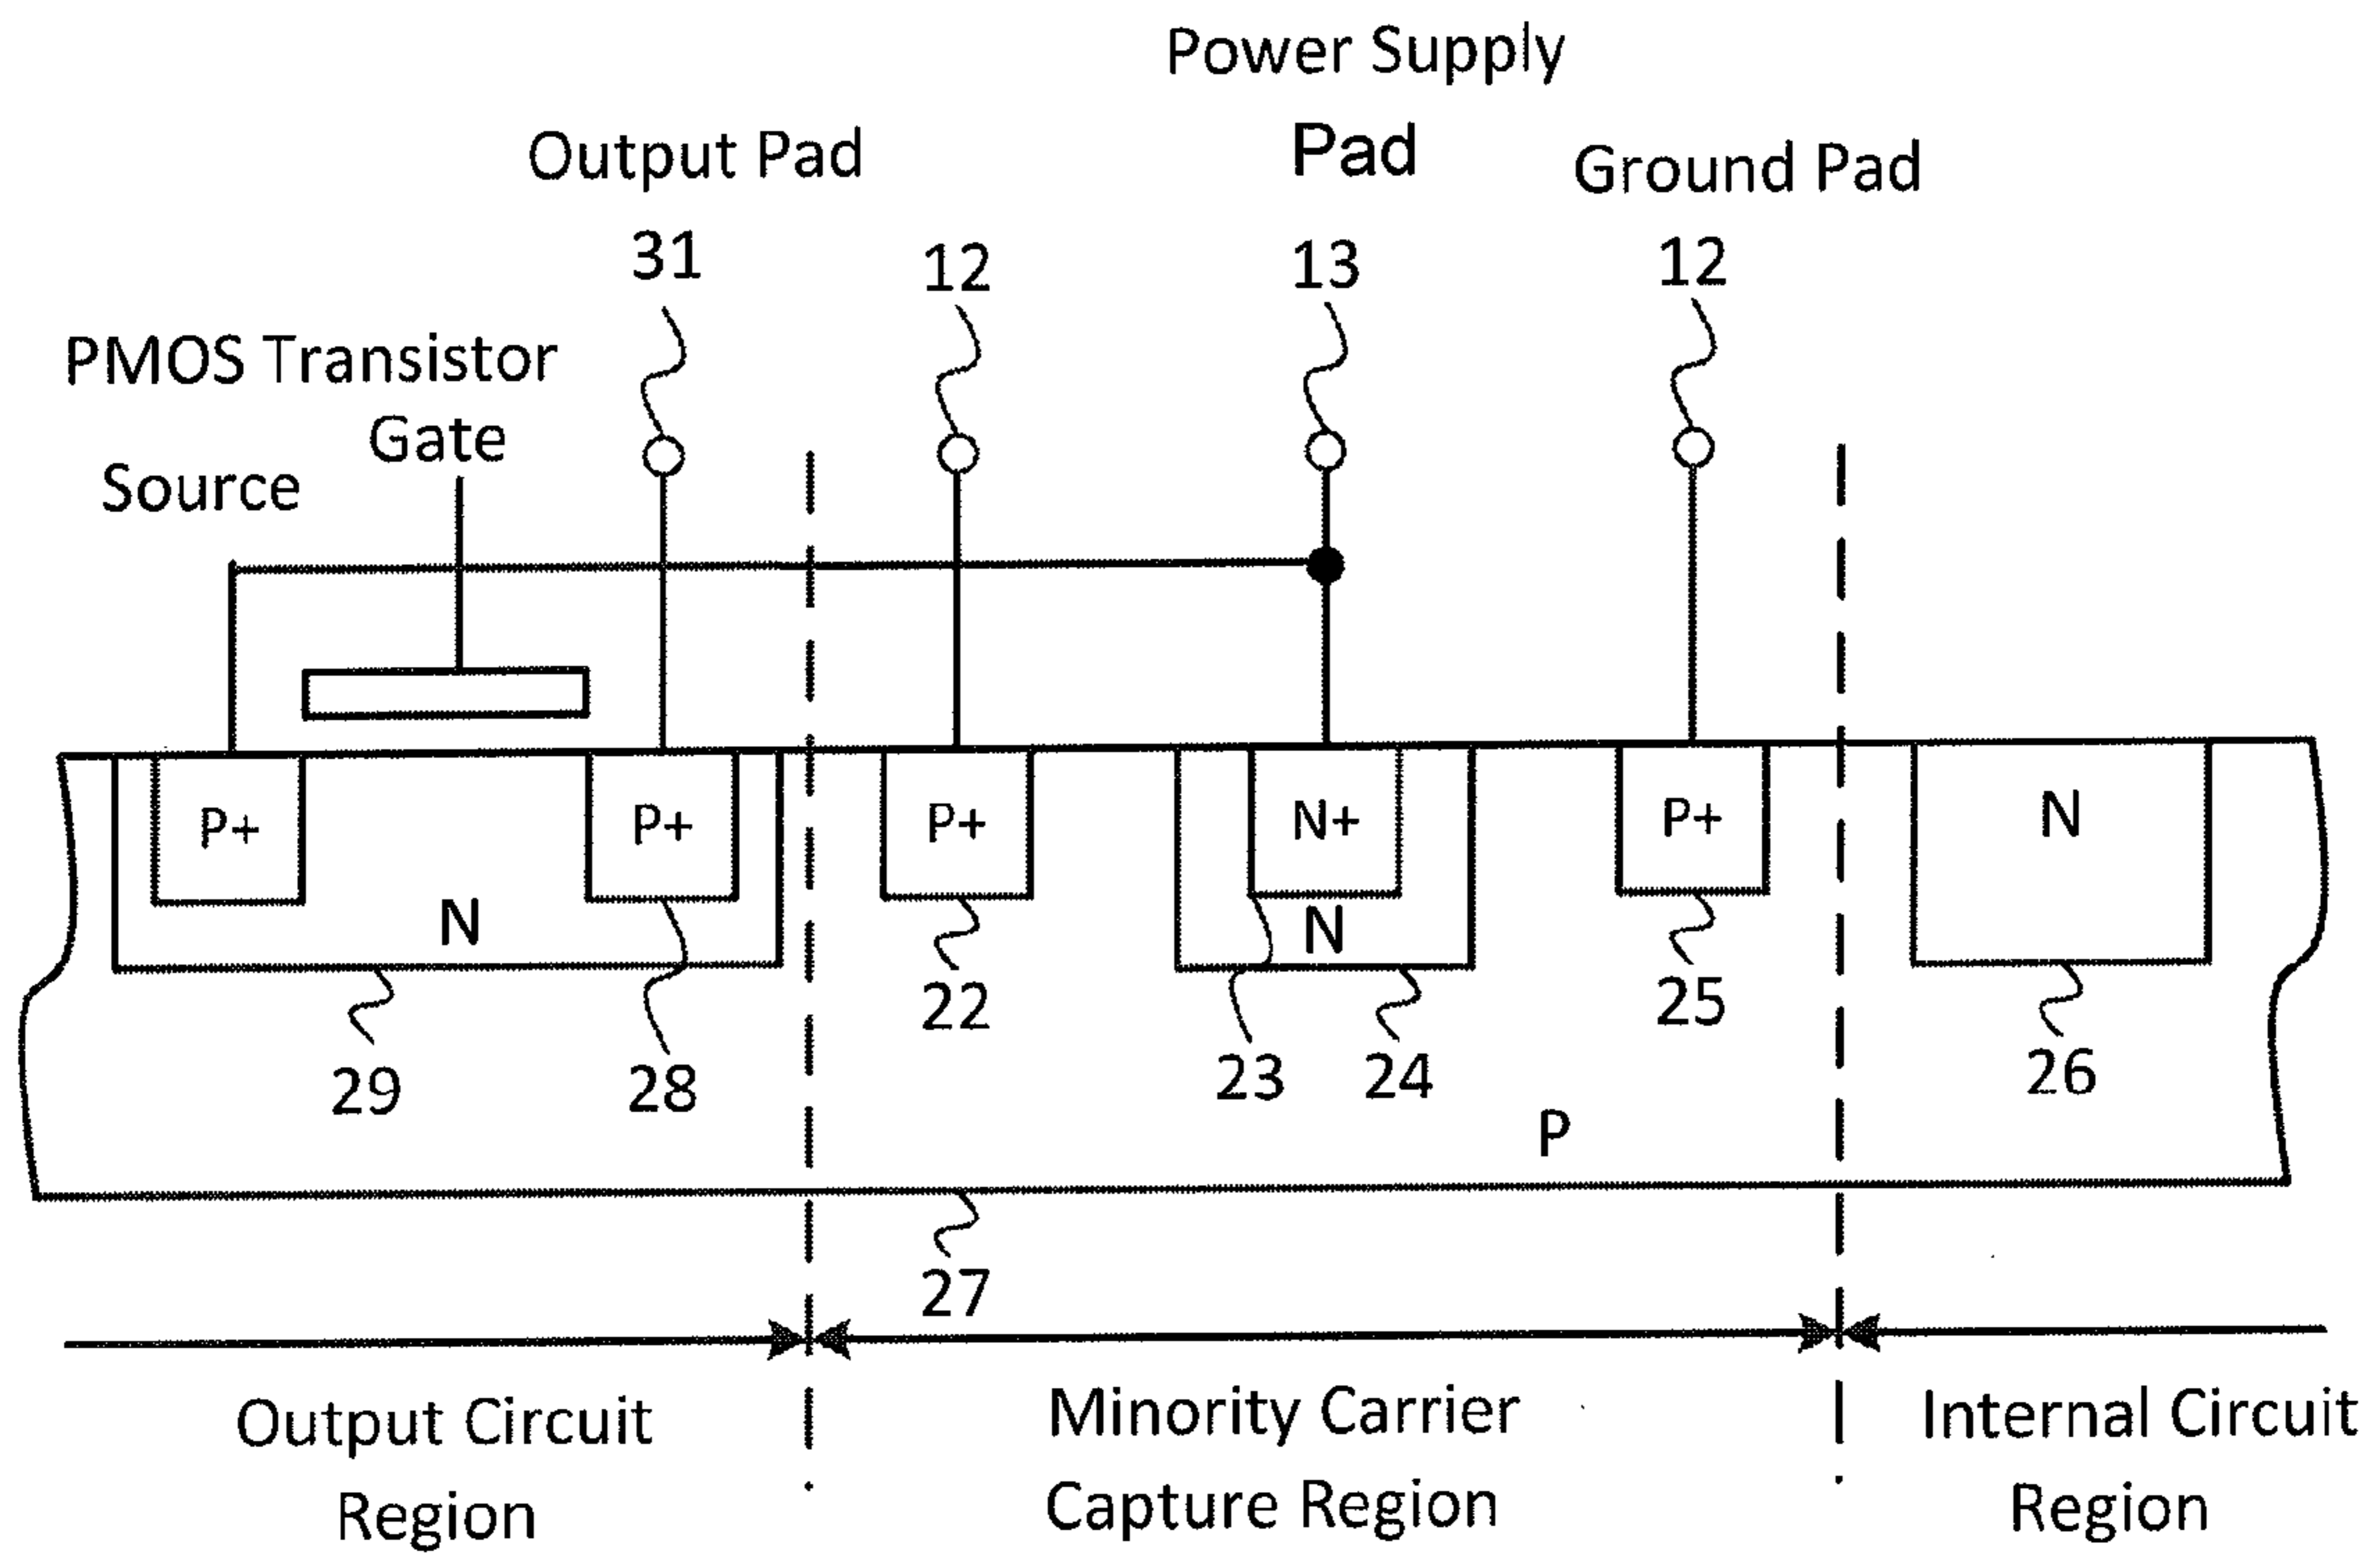 Power Supply
Pad
Output Pad
Ground Pad
31
12
13
12
PMOS Transistor
Gate
Source
P+
P+
P+
N+
P+
N
N
N
22
25
29
28
23
24
26
P
27
Output Circuit
Region
Minority Carrier
Capture Region
Internal Circuit
Region